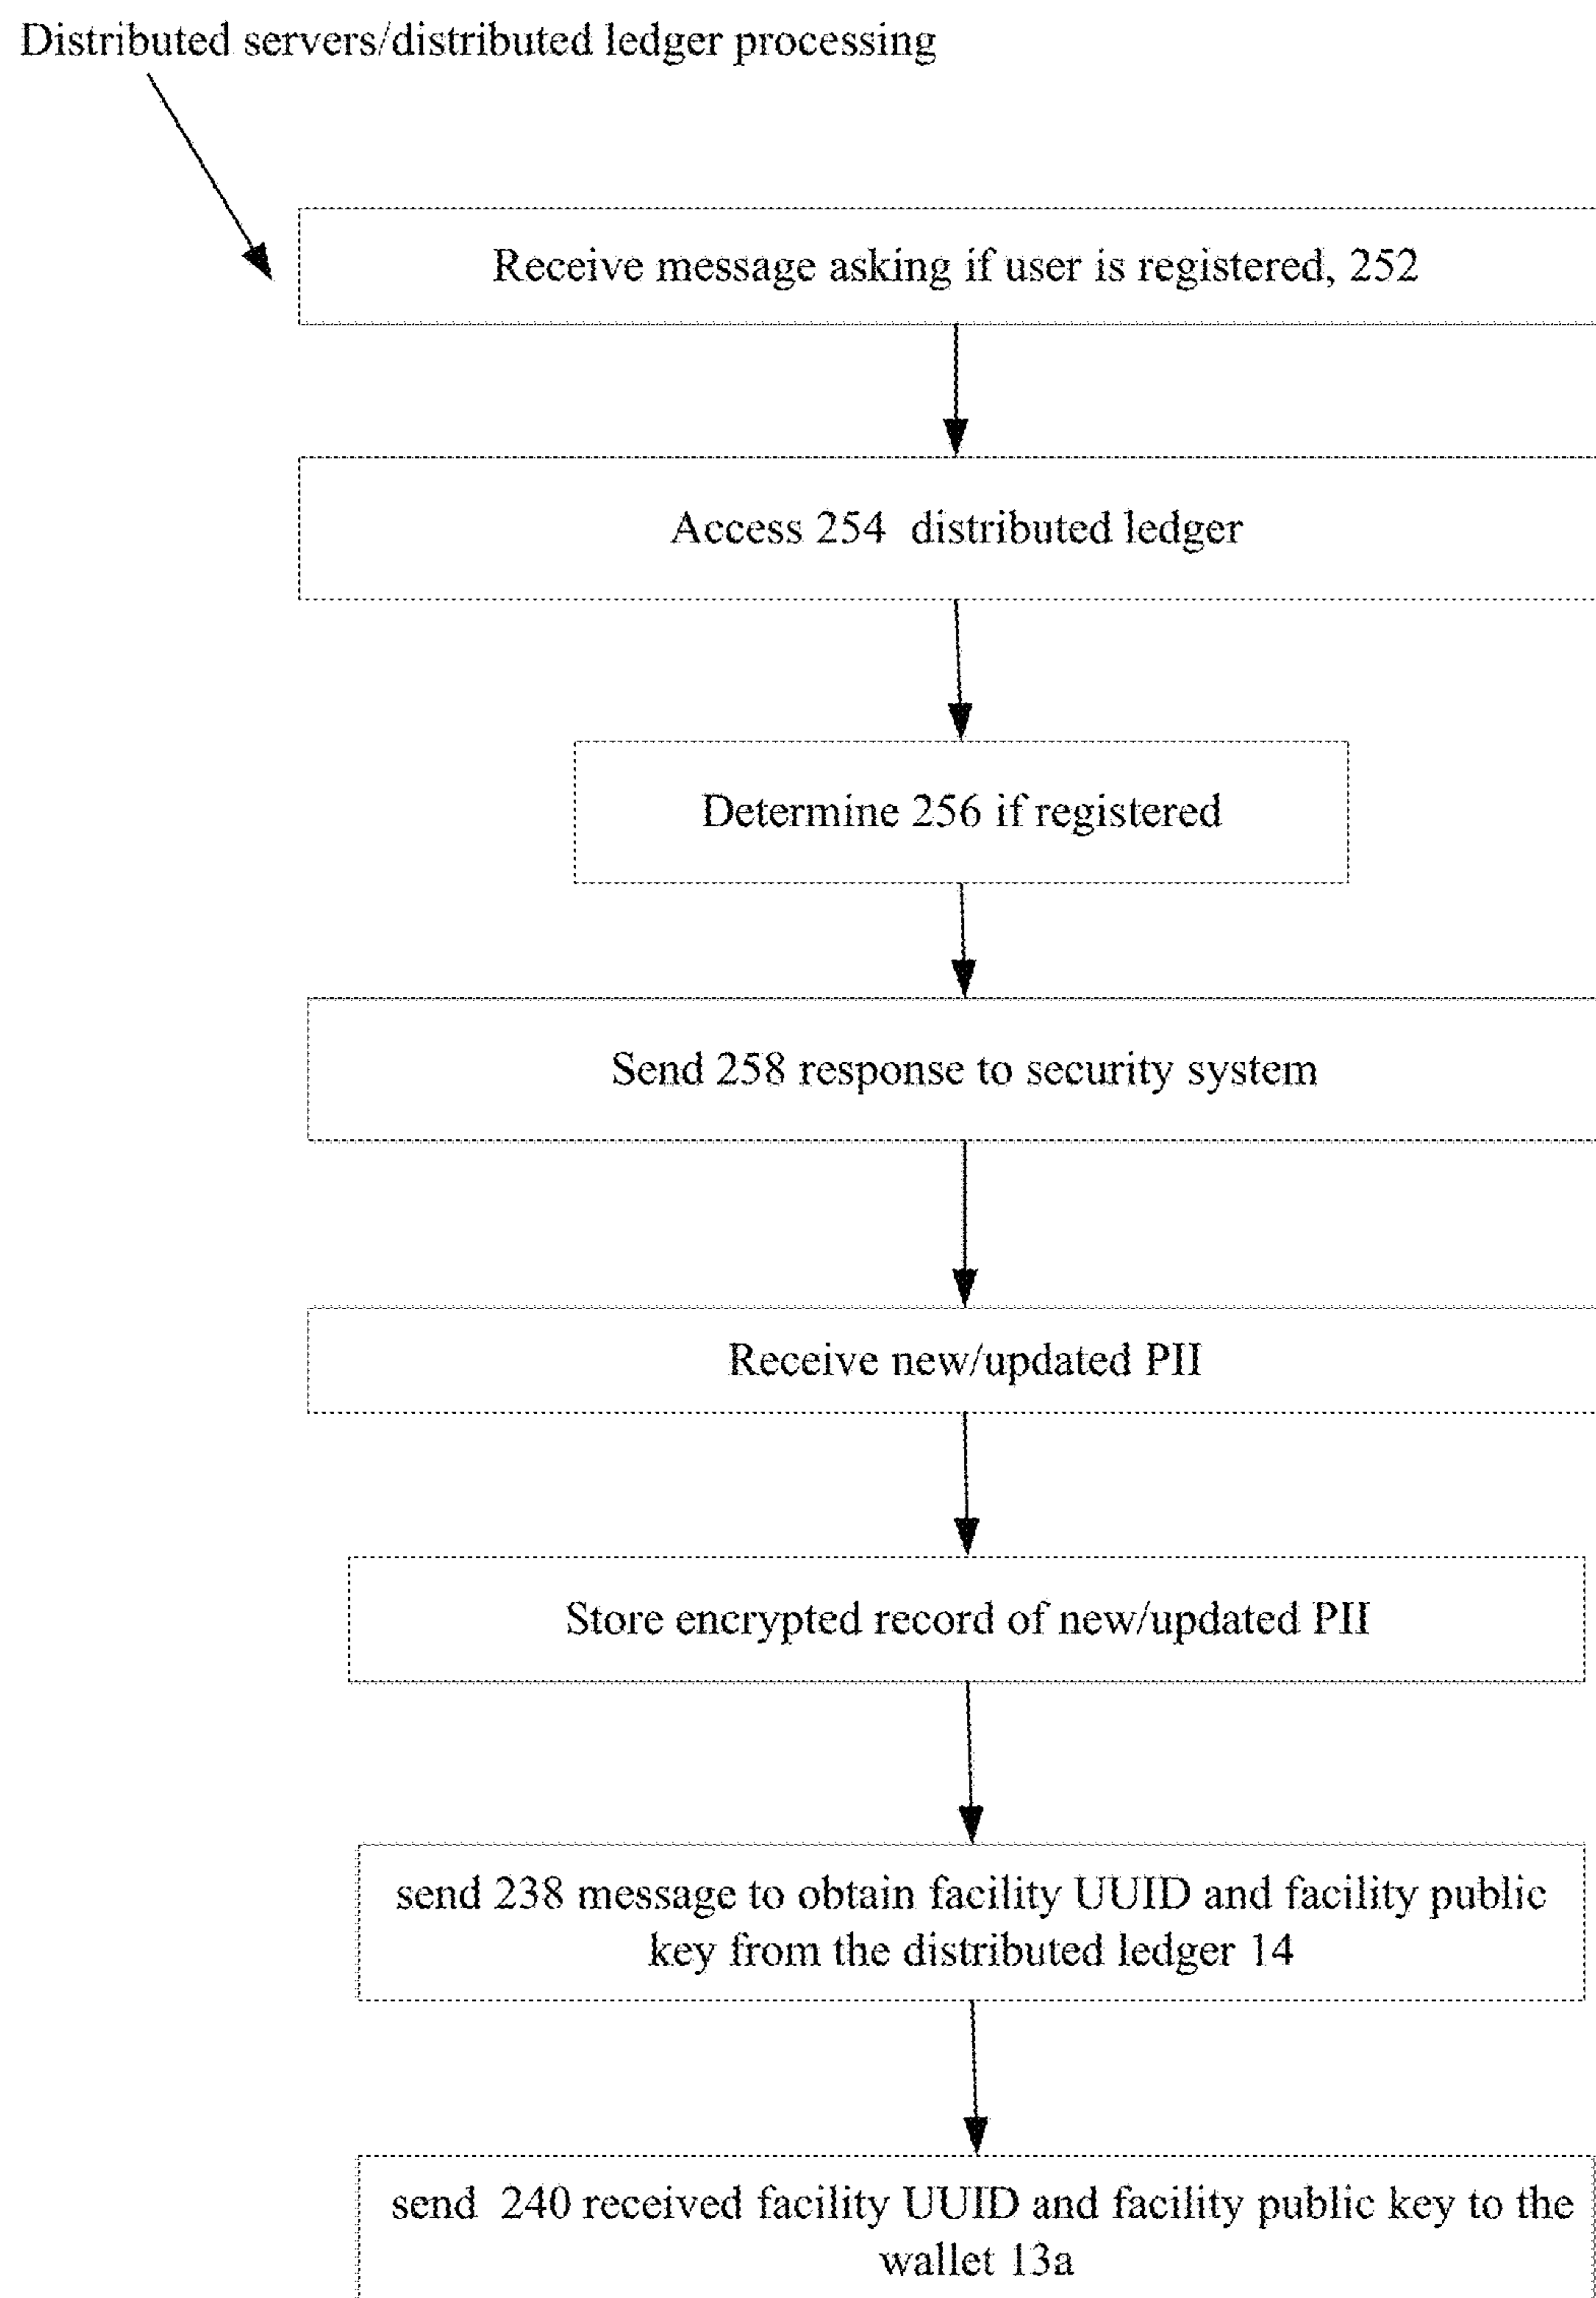 Distributed servers/distributed ledger processing
Receive message asking if user is registered, 252
Access 254 distributed ledger
Determine 256 if registered
Send 258 response to security system
Receive new/updated PII
Store encrypted record of new/updated PII
send 238 message to obtain facility UUID and facility public
key from the distributed ledger 14
send 240 received facility UUID and facility public key to the
wallet 13a